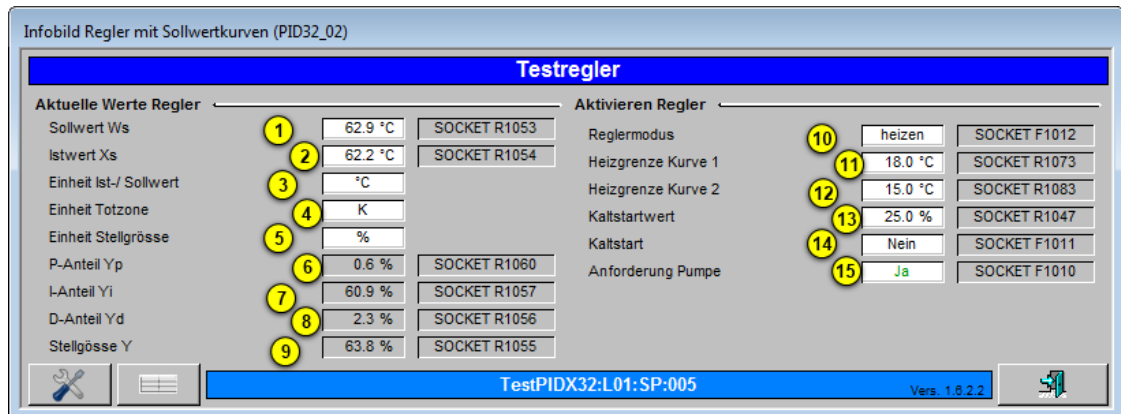 Infobild Regler mit Sollwertkurven (PID32_02)
Testregler
Aktuelle Werte Regler
Sollwert Ws 1 62.9 °C SOCKET R1053
Istwert Xs 2 62.2 °C SOCKET R1054
Einheit Ist-/ Sollwert 3 °C
Einheit Totzone 4 K
Einheit Stellgrösse 5 %
P-Anteil Yp 6 0.6 % SOCKET R1060
I-Anteil Yi 7 60.9 % SOCKET R1057
D-Anteil Yd 8 2.3 % SOCKET R1056
Stellgösse Y 9 63.8 % SOCKET R1055
Aktivieren Regler
Reglermodus 10 heizen SOCKET F1012
Heizgrenze Kurve 1 11 18.0 °C SOCKET R1073
Heizgrenze Kurve 2 12 15.0 °C SOCKET R1083
Kaltstartwert 13 25.0 % SOCKET R1047
Kaltstart 14 Nein SOCKET F1011
Anforderung Pumpe 15 Ja SOCKET F1010
TestPIDX32:L01:SP:005
Vers. 1.6.2.2